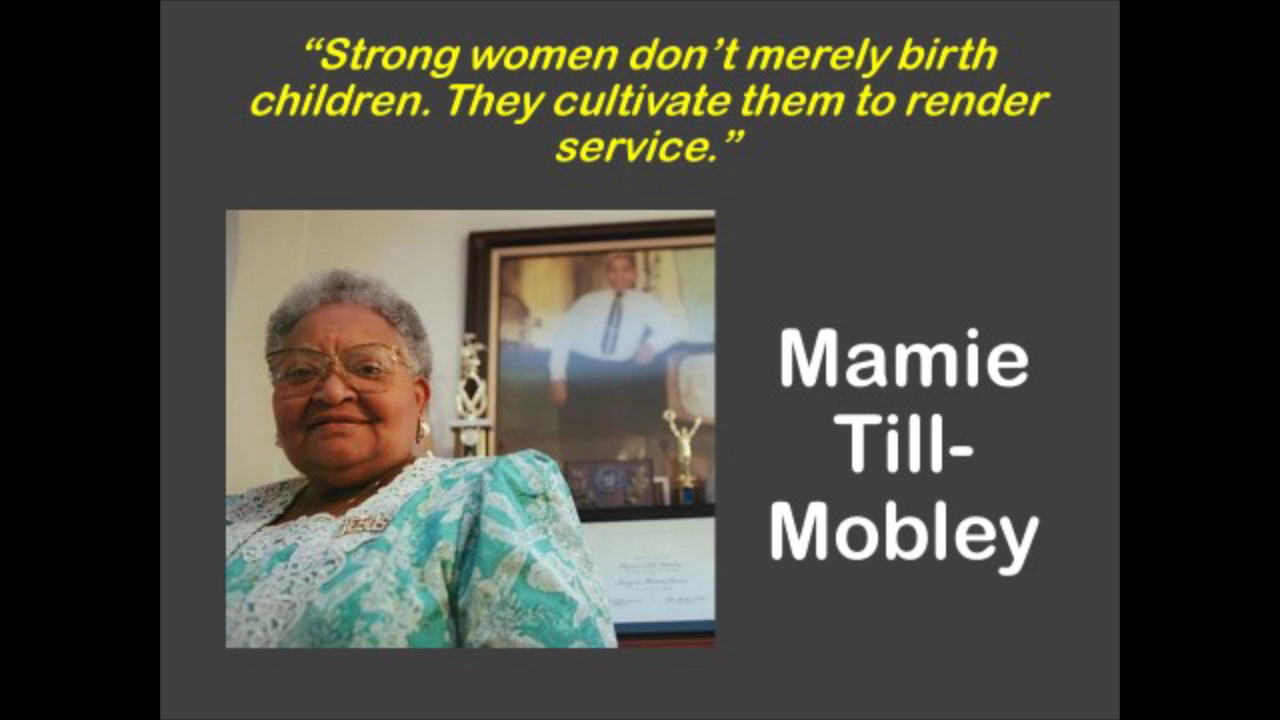 “Strong women don’t merely birth
children. They cultivate them to render
service.”
Mamie
Till-
Mobley